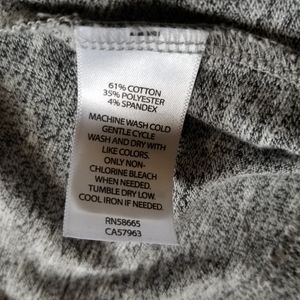 61% COTTON
35% POLYESTER
4% SPANDEX
MACHINE WASH COLD
GENTLE CYCLE
WASH AND DRY WITH
LIKE COLORS.
ONLY NON-
CHLORINE BLEACH
WHEN NEEDED.
TUMBLE DRY LOW.
COOL IRON IF NEEDED.
RN58665
CA57963